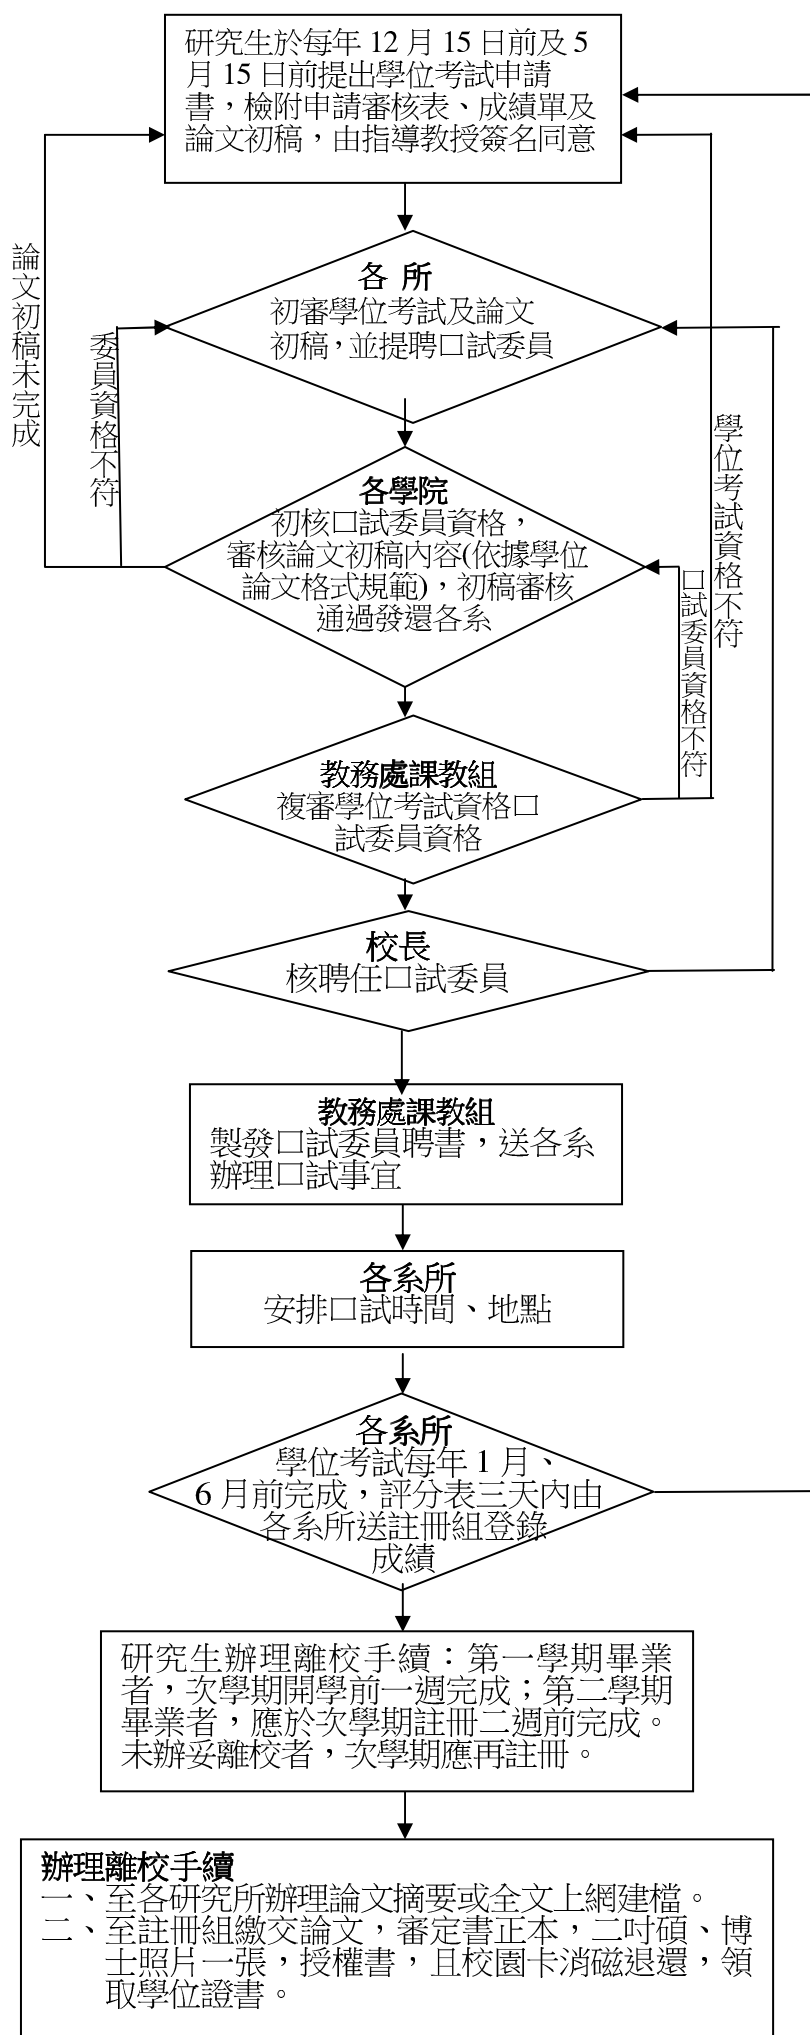 研究生於每年 12 月 15 日前及 5
月 15 日前提出學位考試申請
書，檢附申請審核表、成績單及
論文初稿，由指導教授簽名同意
論文初稿未完成
委員資格不符
各 所
初審學位考試及論文
初稿，並提聘口試委員
學位考試資格不符
口試委員資格不符
各學院
初核口試委員資格，
審核論文初稿內容(依據學位
論文格式規範)，初稿審核
通過發還各系
教務處課教組
複審學位考試資格口
試委員資格
校長
核聘任口試委員
教務處課教組
製發口試委員聘書，送各系
辦理口試事宜
各系所
安排口試時間、地點
各系所
學位考試每年 1 月、
6 月前完成，評分表三天內由
各系所送註冊組登錄
成績
研究生辦理離校手續：第一學期畢業
者，次學期開學前一週完成；第二學期
畢業者，應於次學期註冊二週前完成。
未辦妥離校者，次學期應再註冊。
辦理離校手續
一、至各研究所辦理論文摘要或全文上網建檔。
二、至註冊組繳交論文，審定書正本，二吋碩、博
士照片一張，授權書，且校園卡消磁退還，領
取學位證書。